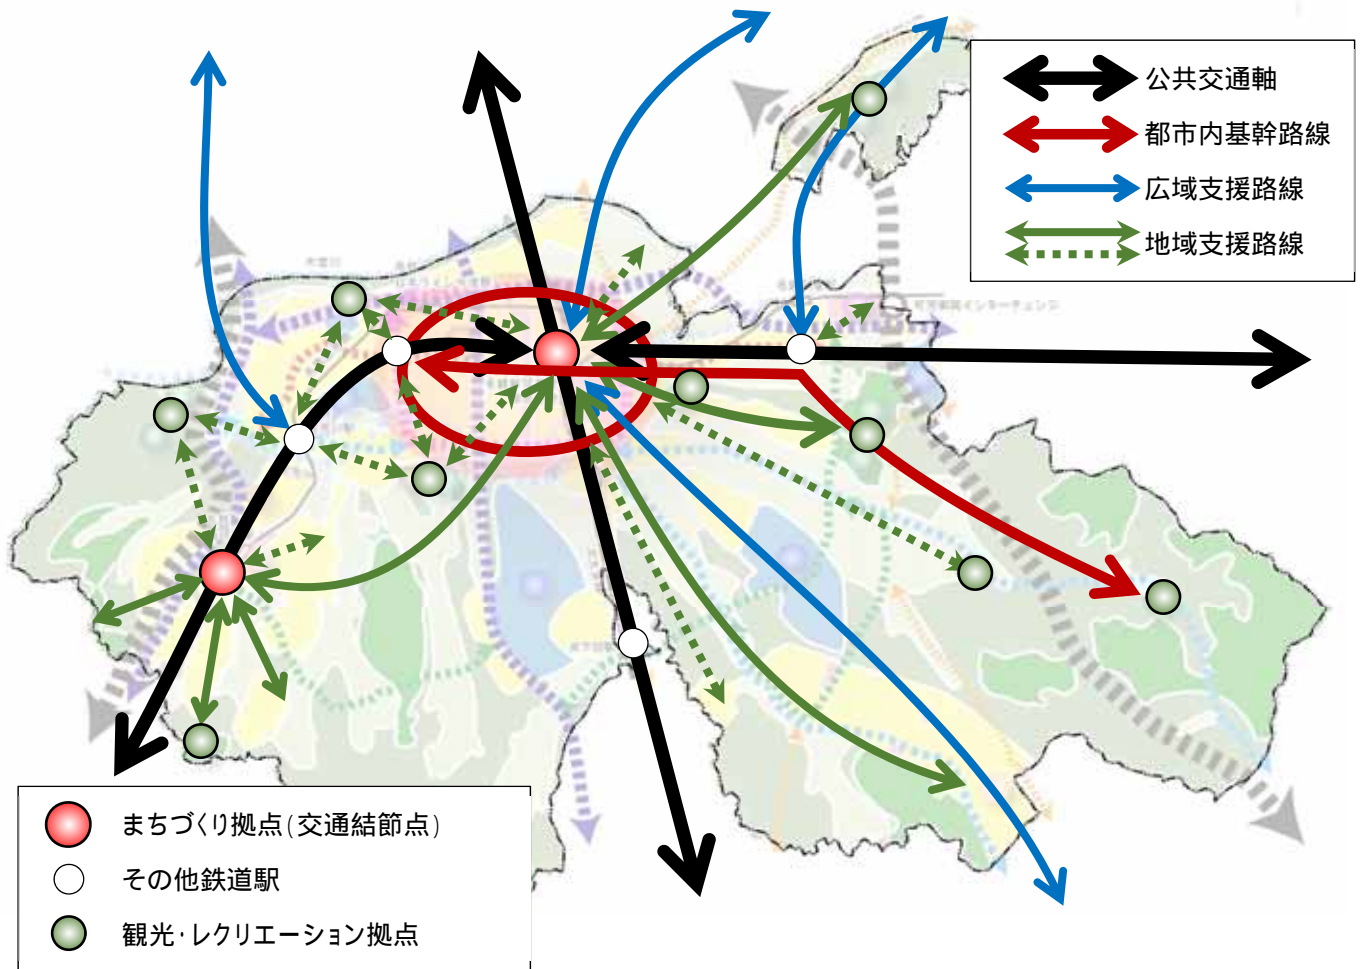 公共交通軸
都市内基幹路線
広域支援路線
地域支援路線
まちづくり拠点(交通結節点)
その他鉄道駅
観光・レクリエーション拠点